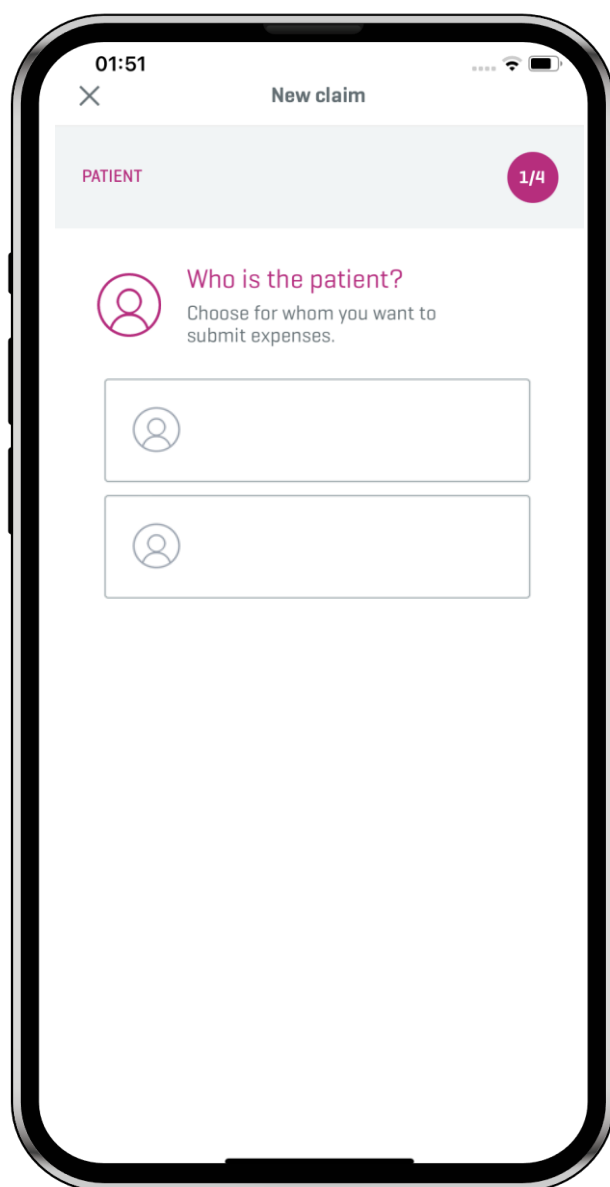 01:51
New claim
PATIENT
1/4
Who is the patient?
Choose for whom you want to
submit expenses.